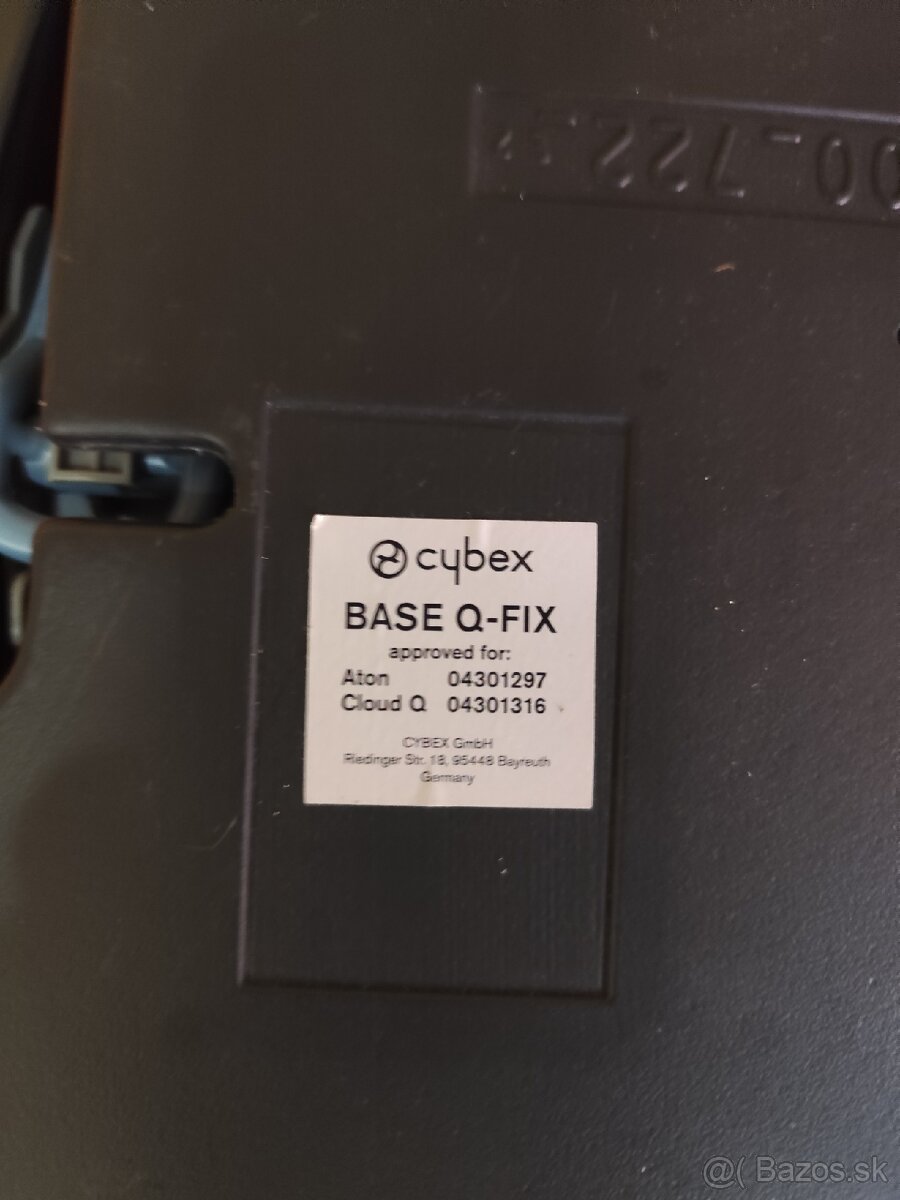 cybex
BASE Q-FIX
approved for:
Aton 04301297
Cloud Q 04301316
CYBEX GmbH
Riedinger Str. 18, 95448 Bayreuth
Germany
@( Bazos.sk